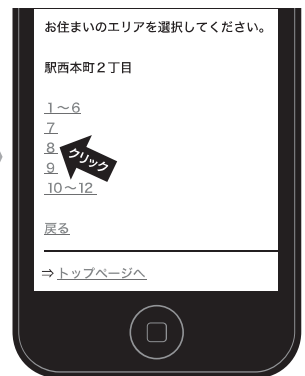 お住まいのエリアを選択してください。
駅西本町２丁目
1～6
7
8
クリック
9
10～12
戻る
⇒トップページへ